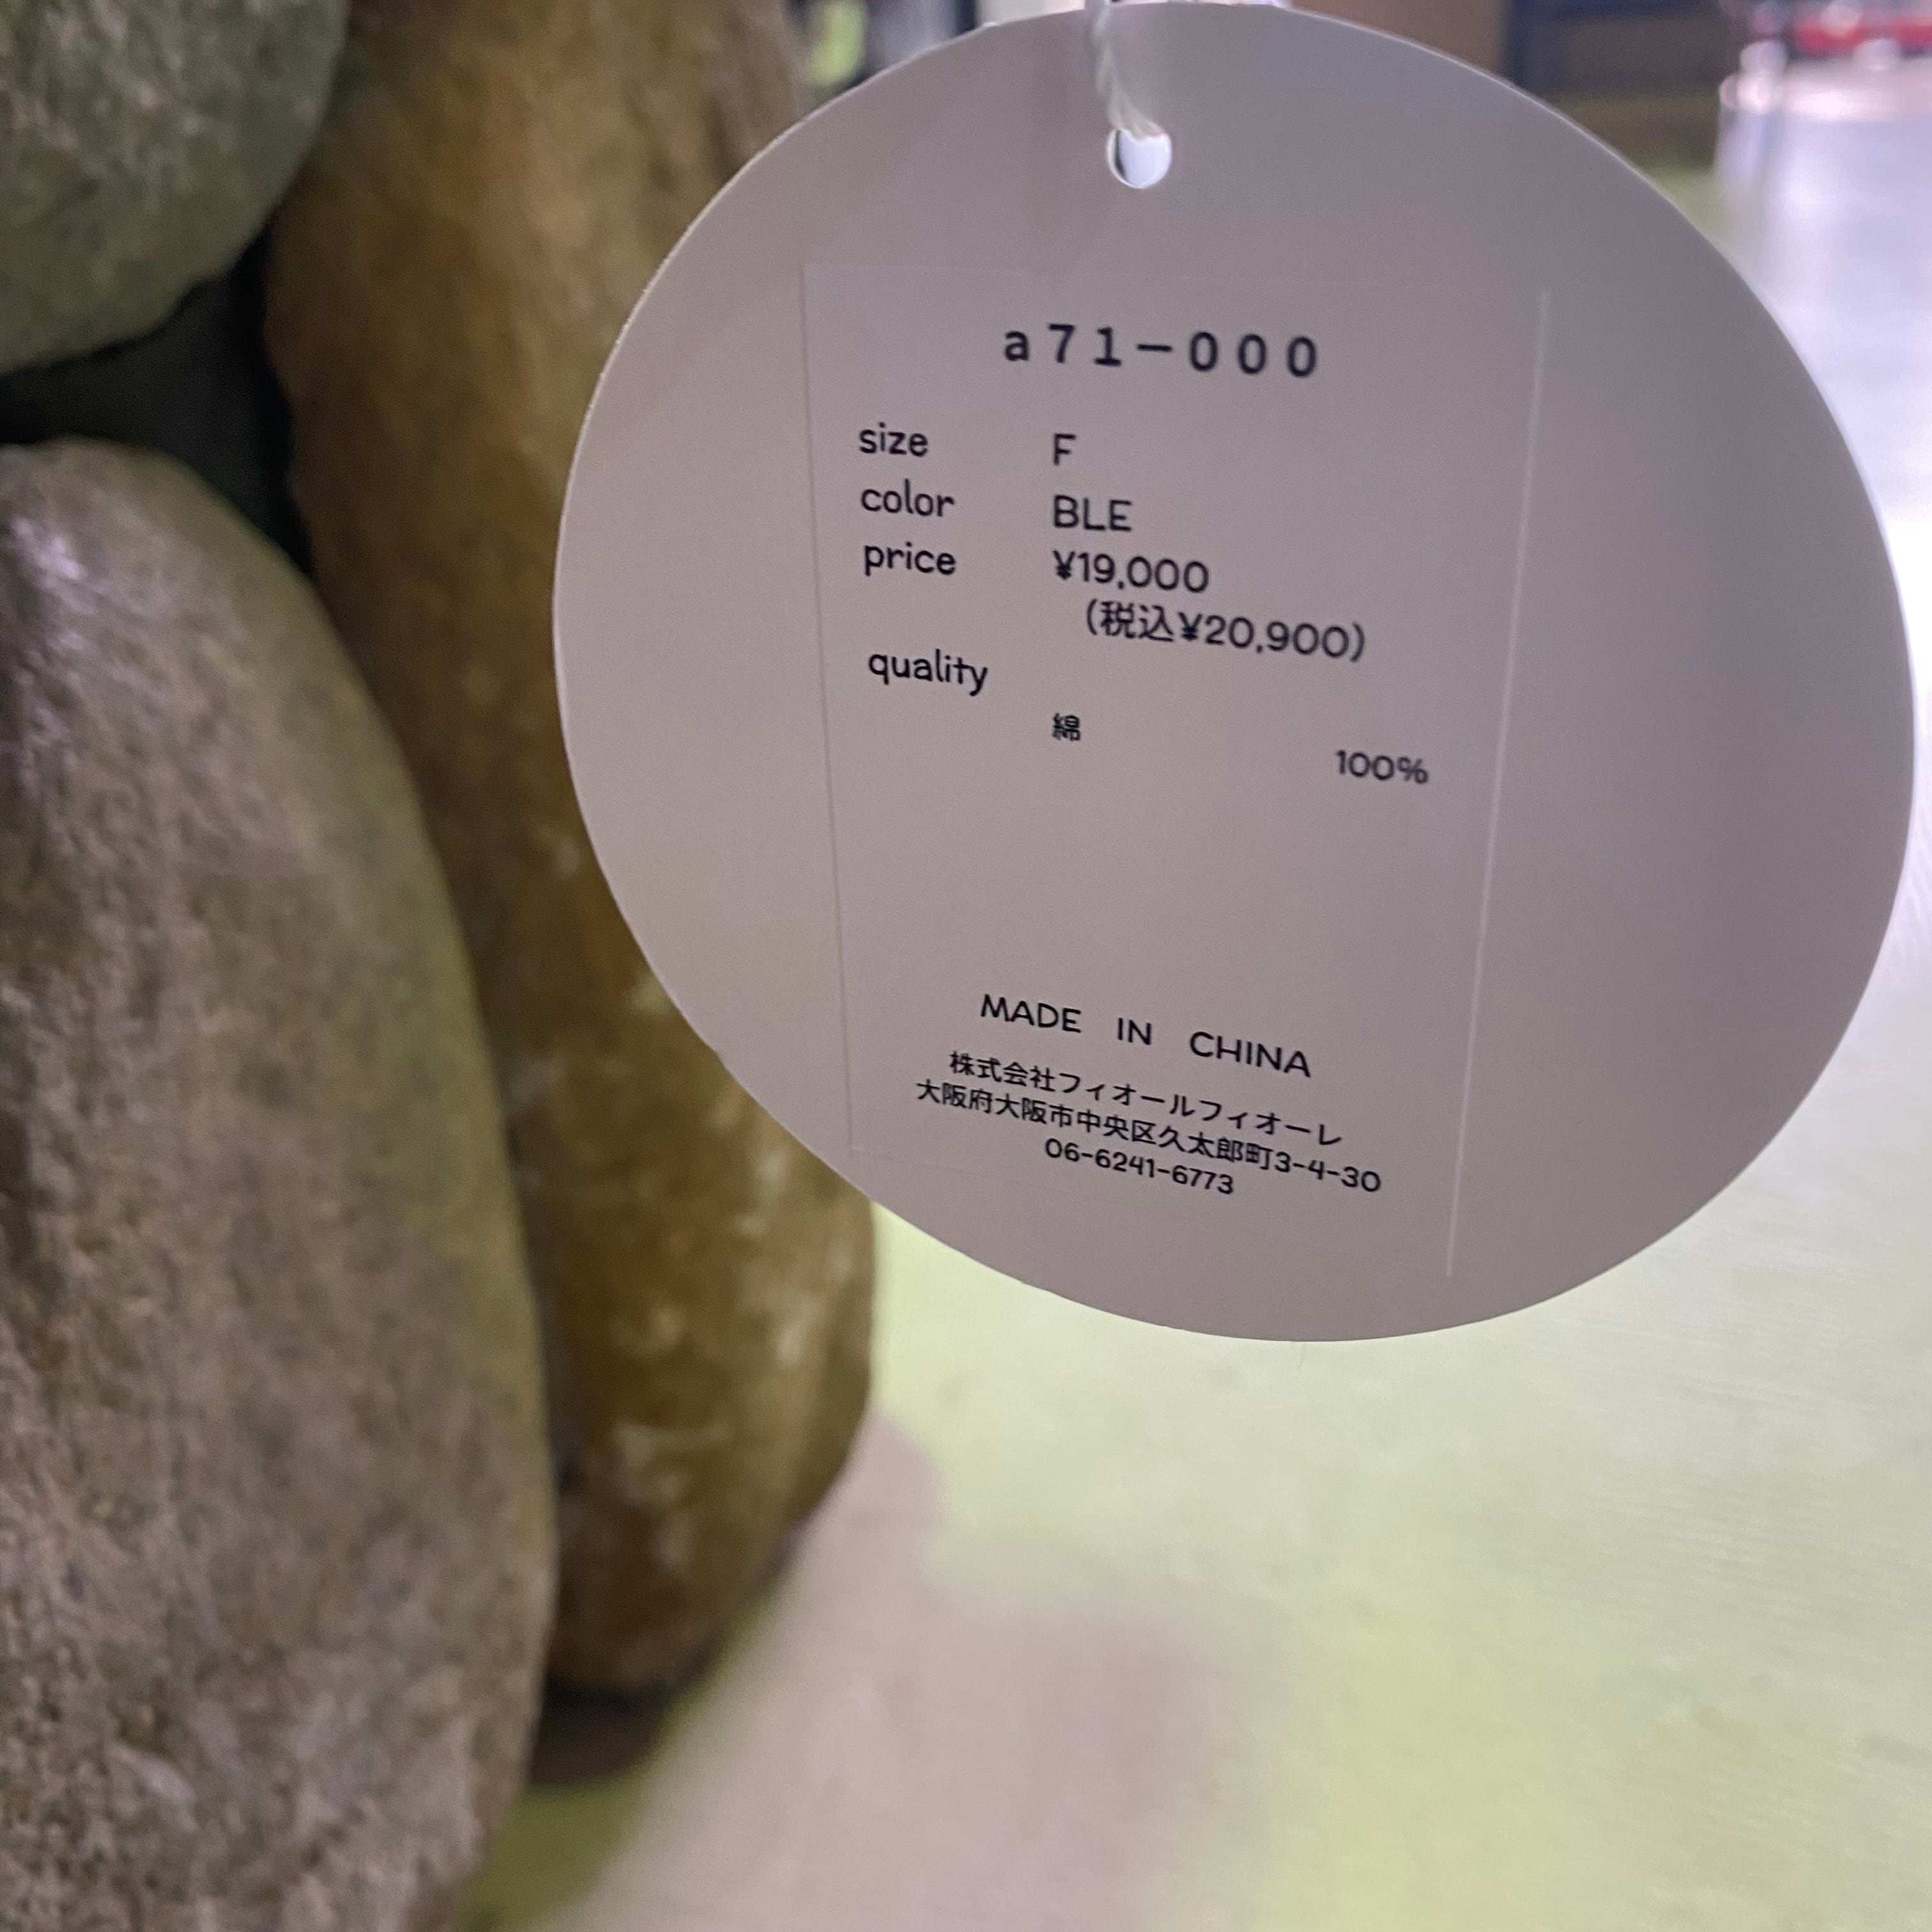 a71-000
size F
color BLE
price ¥19,000
(税込¥20,900)
quality
綿 100%
MADE IN CHINA
株式会社フィオールフィオーレ
大阪府大阪市中央区久太郎町3-4-30
06-6241-6773